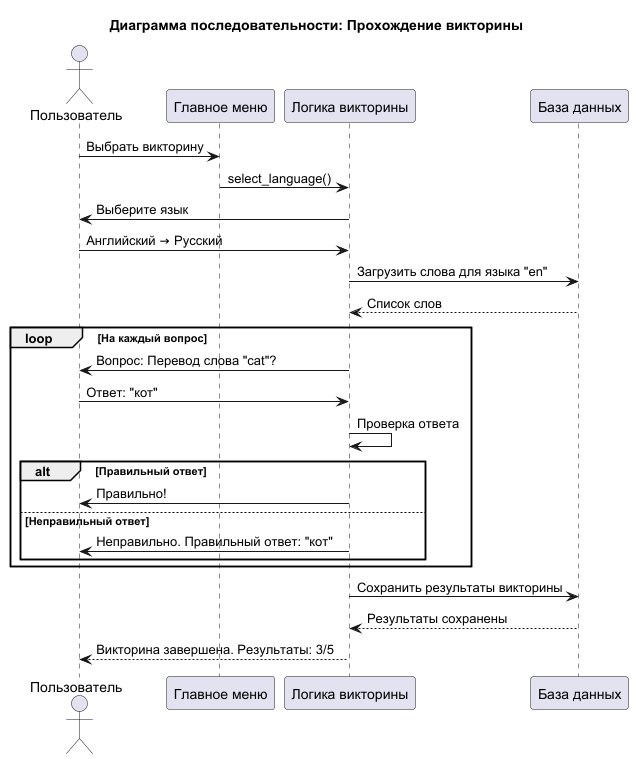 Диаграмма последовательности: Прохождение викторины
Пользователь
Главное меню
Логика викторины
База данных
Выбрать викторину
select_language()
Выберите язык
Английский → Русский
Загрузить слова для языка "en"
Список слов
loop
[На каждый вопрос]
Вопрос: Перевод слова "cat"?
Ответ: "кот"
Проверка ответа
alt
[Правильный ответ]
Правильно!
[Неправильный ответ]
Неправильно. Правильный ответ: "кот"
Сохранить результаты викторины
Результаты сохранены
Викторина завершена. Результаты: 3/5
Пользователь
Главное меню
Логика викторины
База данных